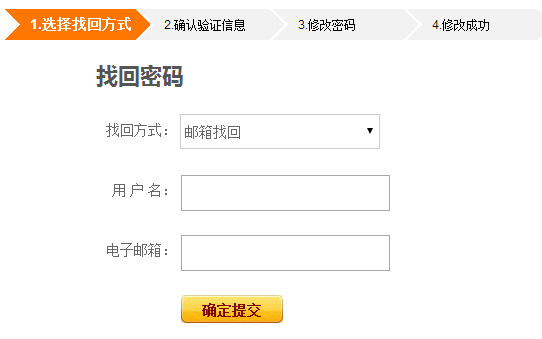 1.选择找回方式 2.确认验证信息 3.修改密码 4.修改成功
找回密码
找回方式： 邮箱找回
用 户 名：
电子邮箱：
确定提交